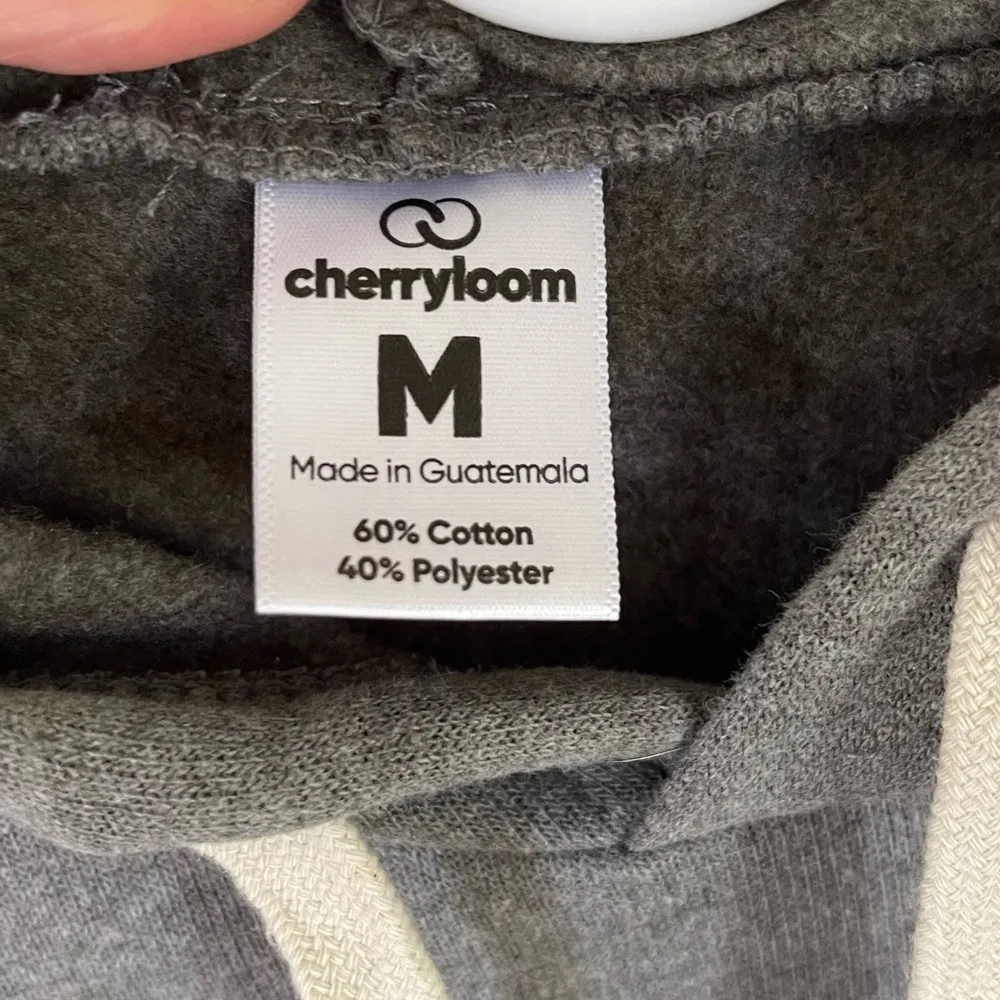 cherryloom
M
Made in Guatemala
60% Cotton
40% Polyester